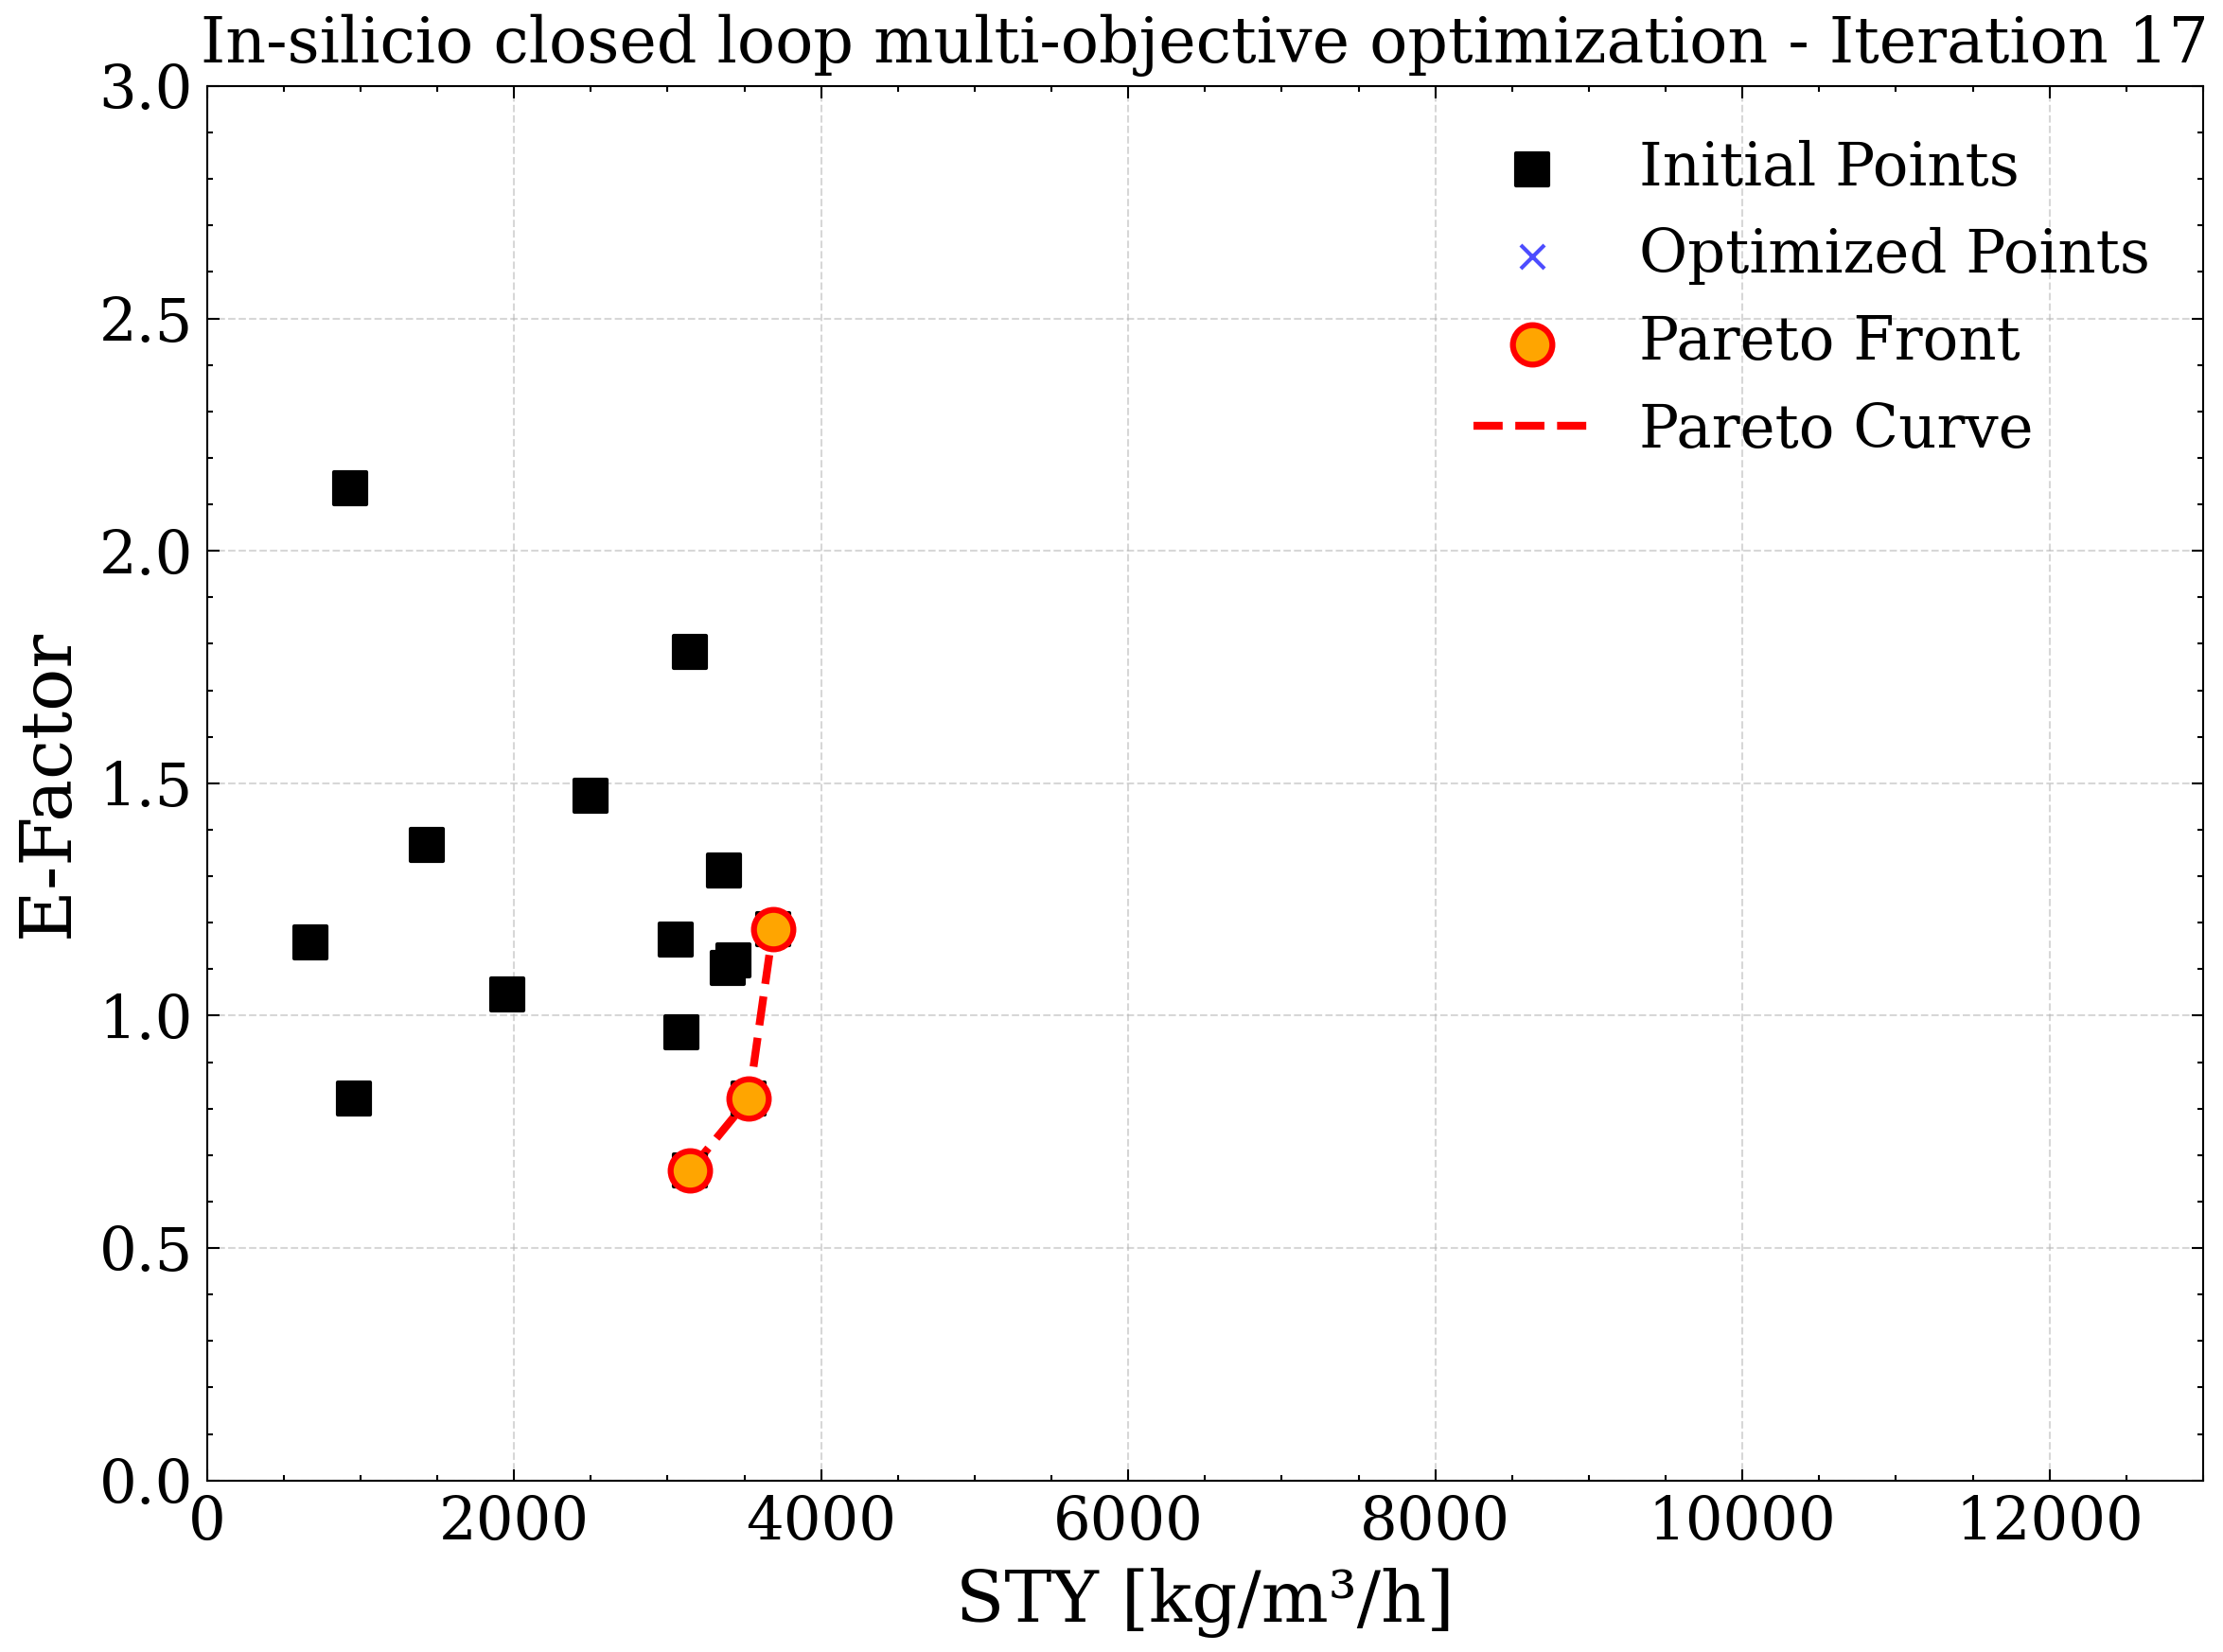 In-silicio closed loop multi-objective optimization - Iteration 17
Initial Points
Optimized Points
Pareto Front
Pareto Curve
E-Factor
3.0
2.5
2.0
1.5
1.0
0.5
0.0
0
2000
4000
6000
8000
10000
12000
STY [kg/m³/h]